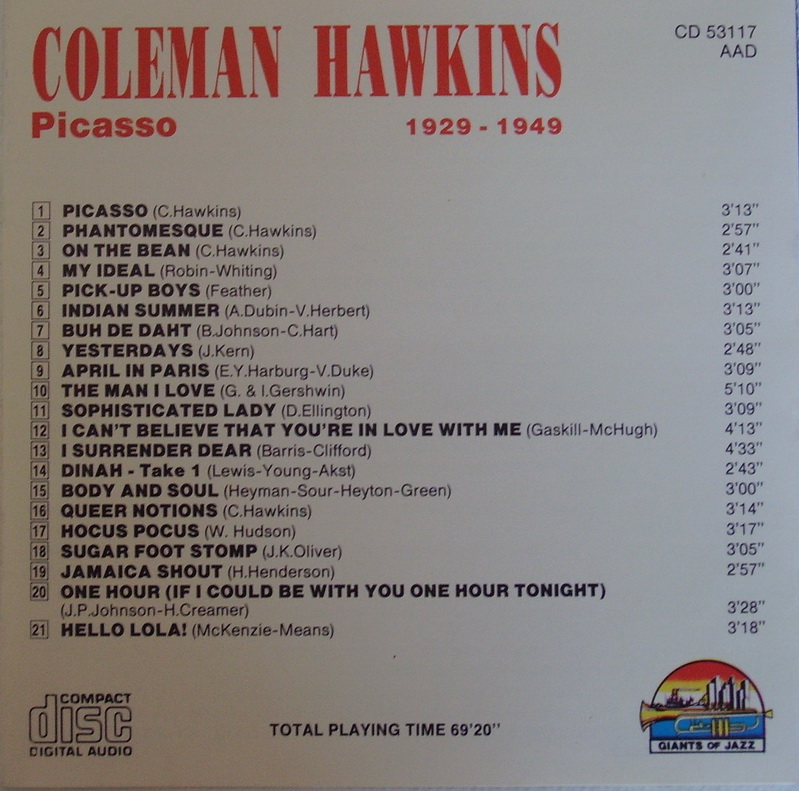 COLEMAN HAWKINS
CD 53117
AAD
Picasso 1929 - 1949
1 PICASSO (C.Hawkins) 3'13"
2 PHANTOMESQUE (C.Hawkins) 2'57"
3 ON THE BEAN (C.Hawkins) 2'41"
4 MY IDEAL (Robin-Whiting) 3'07"
5 PICK-UP BOYS (Feather) 3'00"
6 INDIAN SUMMER (A.Dubin-V.Herbert) 3'13"
7 BUH DE DAHT (B.Johnson-C.Hart) 3'05"
8 YESTERDAYS (J.Kern) 2'48"
9 APRIL IN PARIS (E.Y.Harburg-V.Duke) 3'09"
10 THE MAN I LOVE (G. & I.Gershwin) 5'10"
11 SOPHISTICATED LADY (D.Ellington) 3'09"
12 I CAN'T BELIEVE THAT YOU'RE IN LOVE WITH ME (Gaskill-McHugh) 4'13"
13 I SURRENDER DEAR (Barris-Clifford) 4'33"
14 DINAH - Take 1 (Lewis-Young-Akst) 2'43"
15 BODY AND SOUL (Heyman-Sour-Heyton-Green) 3'00"
16 QUEER NOTIONS (C.Hawkins) 3'14"
17 HOCUS POCUS (W. Hudson) 3'17"
18 SUGAR FOOT STOMP (J.K.Oliver) 3'05"
19 JAMAICA SHOUT (H.Henderson) 2'57"
20 ONE HOUR (IF I COULD BE WITH YOU ONE HOUR TONIGHT)
(J.P.Johnson-H.Creamer) 3'28"
21 HELLO LOLA! (McKenzie-Means) 3'18"
COMPACT
disc
DIGITAL AUDIO
TOTAL PLAYING TIME 69'20"
GIANTS OF JAZZ